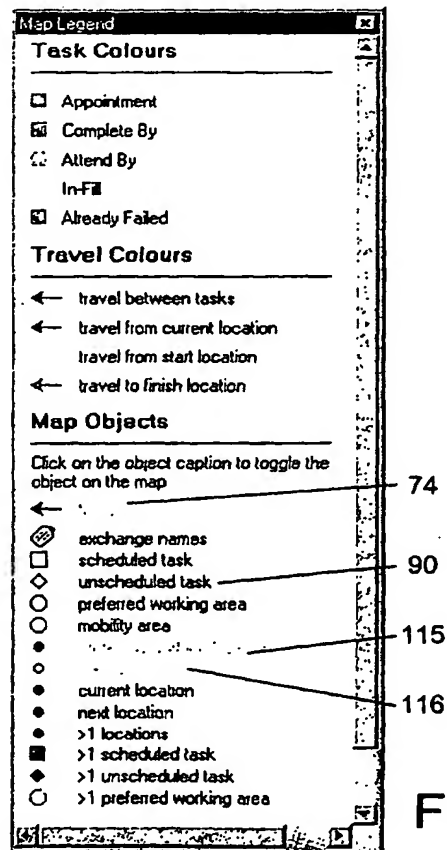 Map Legend
Task Colours
Appointment
Complete By
Attend By
In-Fill
Already Failed
Travel Colours
travel between tasks
travel from current location
travel from start location
travel to finish location
Map Objects
Click on the object caption to toggle the
object on the map
74
exchange names
scheduled task
unscheduled task
90
preferred working area
mobility area
115
116
current location
next location
>1 locations
>1 scheduled task
>1 unscheduled task
>1 preferred working area
F